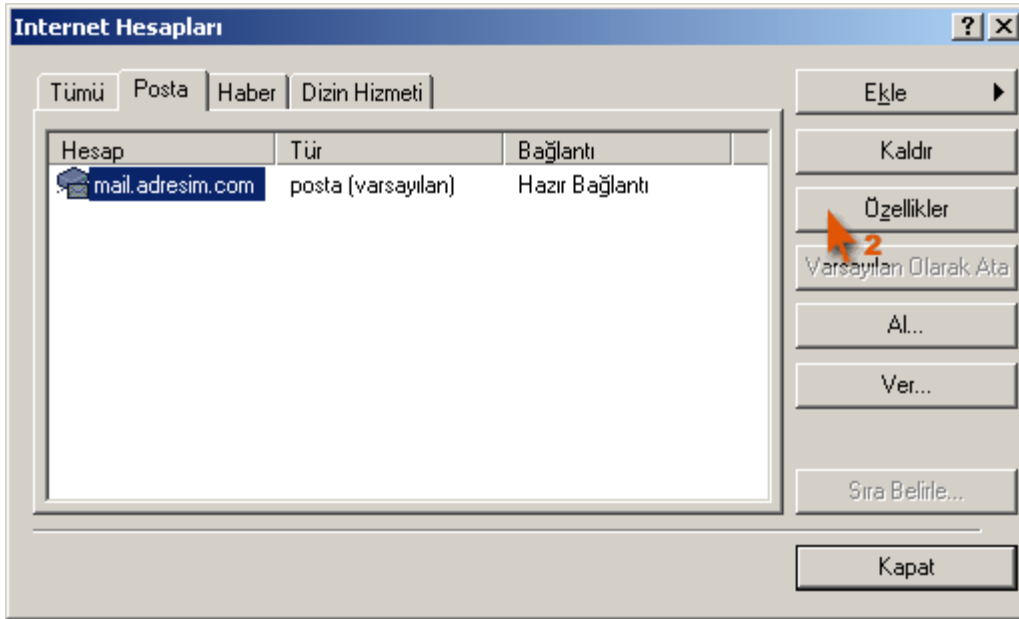 Internet Hesapları
Tümü Posta Haber Dizin Hizmeti
Hesap Tür Bağlantı
mail.adresim.com posta (varsayılan) Hazır Bağlantı
Ekle
Kaldır
Özellikler
2
Varsayılan Olarak Ata
Al...
Ver...
Sıra Belirle...
Kapat